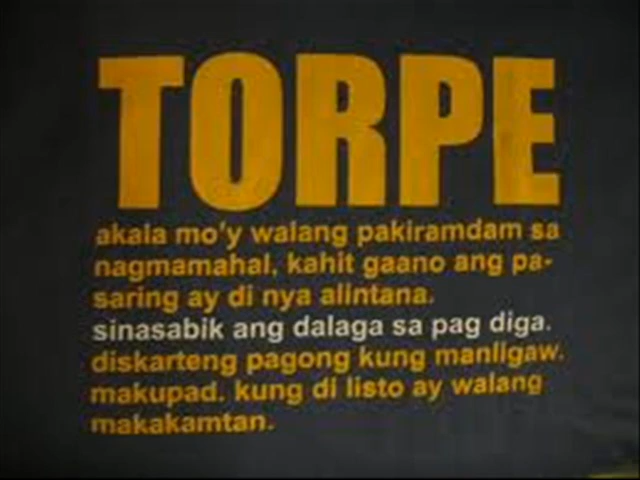 TORPE
akala mo'y walang pakiramdam sa
nagmamahal, kahit gaano ang pa-
saring ay di nya alintana.
sinasabik ang dalaga sa pag diga.
diskarteng pagong kung manligaw.
makupad. kung di listo ay walang
makakamtan.